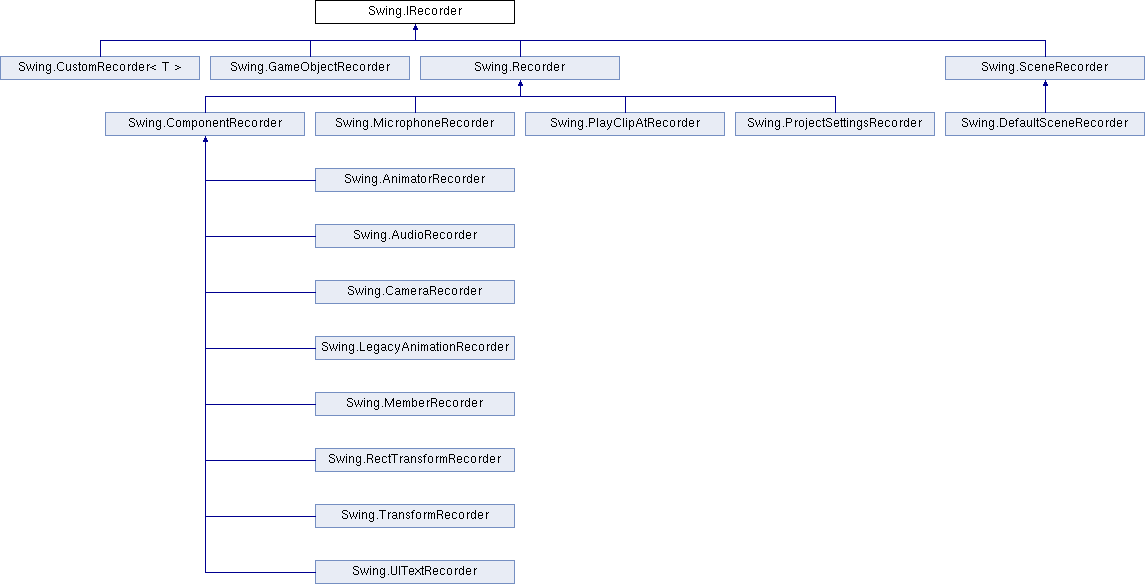 Swing.IRecorder
Swing.CustomRecorder< T >
Swing.GameObjectRecorder
Swing.Recorder
Swing.SceneRecorder
Swing.ComponentRecorder
Swing.MicrophoneRecorder
Swing.PlayClipAtRecorder
Swing.ProjectSettingsRecorder
Swing.DefaultSceneRecorder
Swing.AnimatorRecorder
Swing.AudioRecorder
Swing.CameraRecorder
Swing.LegacyAnimationRecorder
Swing.MemberRecorder
Swing.RectTransformRecorder
Swing.TransformRecorder
Swing.UITextRecorder